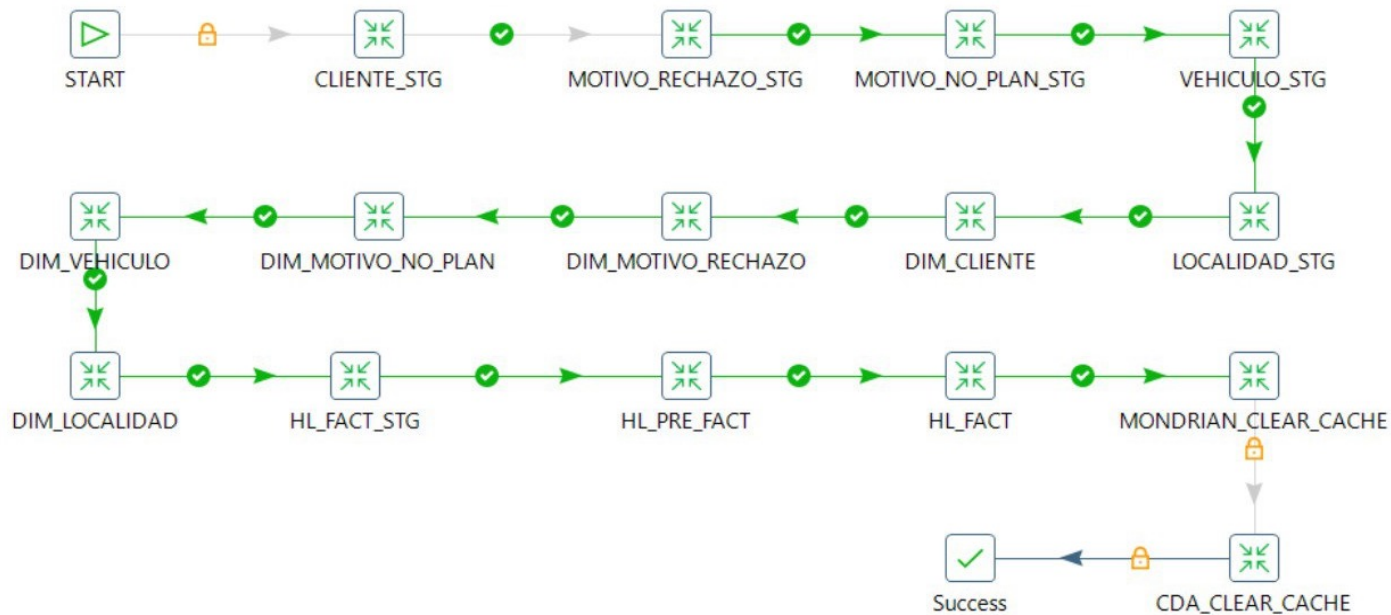 START
CLIENTE_STG
MOTIVO_RECHAZO_STG
MOTIVO_NO_PLAN_STG
VEHICULO_STG
DIM_VEHICULO
DIM_MOTIVO_NO_PLAN
DIM_MOTIVO_RECHAZO
DIM_CLIENTE
LOCALIDAD_STG
DIM_LOCALIDAD
HL_FACT_STG
HL_PRE_FACT
HL_FACT
MONDRIAN_CLEAR_CACHE
Success
CDA_CLEAR_CACHE